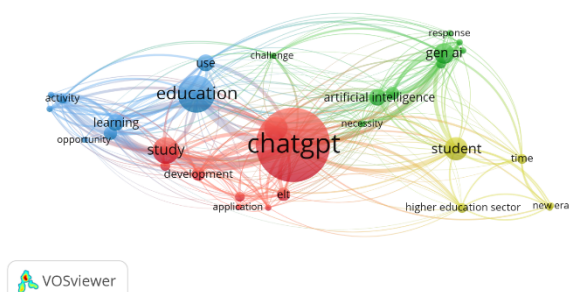 response
gen ai
challenge
use
activity
education
artificial intelligence
learning
necessity
opportunity
chatgpt
study
student
time
development
elt
application
higher education sector
new era
VOSviewer